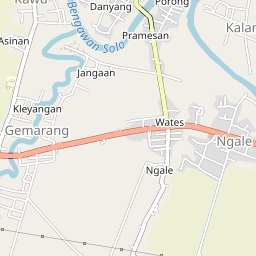 Kawu
Danyang
Porong
Bengawan Solo
Pramesan
Kalan
Asinan
Jangaan
Kleyangan
Gemarang
Wates
Ngale
Ngale